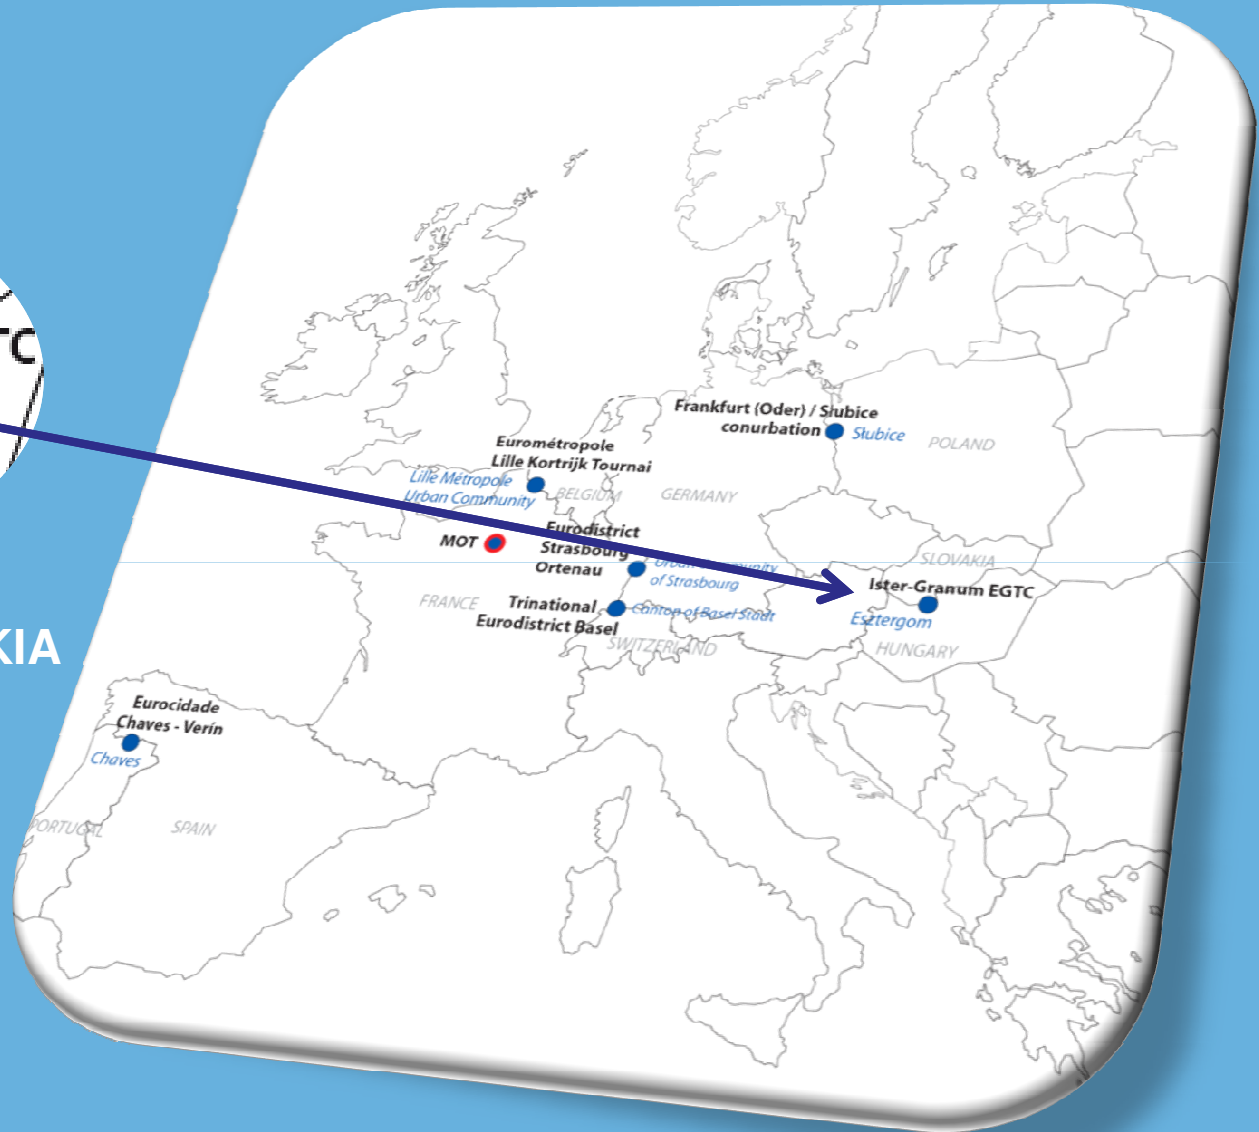 TC
KIA
Frankfurt (Oder) / Słubice
conurbation
Słubice
POLAND
Eurométropole
Lille Kortrijk Tournai
Lille Métropole
Urban Community
BELGIUM
GERMANY
MOT
Eurodistrict
Strasbourg
Ortenau
Urban Community
of Strasbourg
SLOVAKIA
Ister-Granum EGTC
Esztergom
HUNGARY
FRANCE
Trinational
Eurodistrict Basel
Canton of Basel Stadt
SWITZERLAND
Eurocidade
Chaves - Verín
Chaves
PORTUGAL
SPAIN